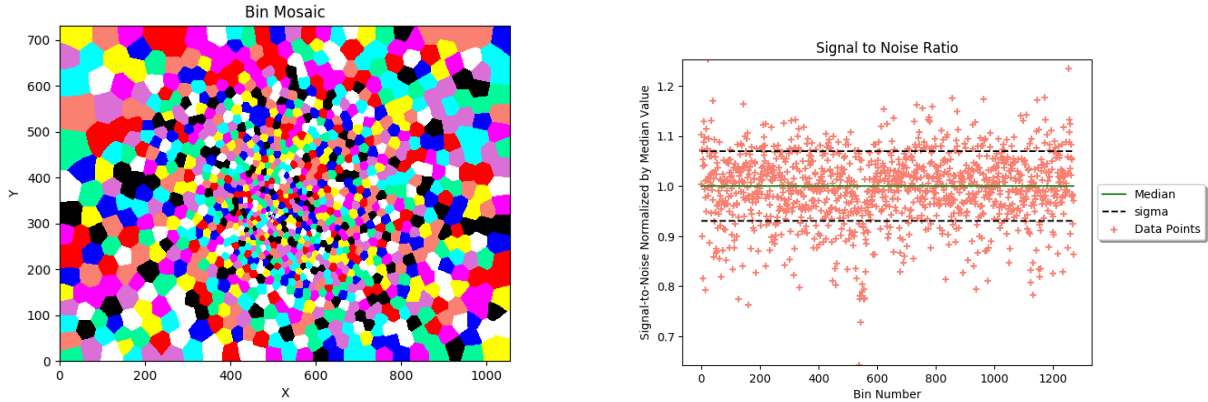 Bin Mosaic
700
600
500
400
300
200
100
0
Y
0 200 400 600 800 1000
X
Signal to Noise Ratio
1.2
1.1
1.0
0.9
0.8
0.7
Signal-to-Noise Normalized by Median Value
0 200 400 600 800 1000 1200
Bin Number
Median
sigma
Data Points